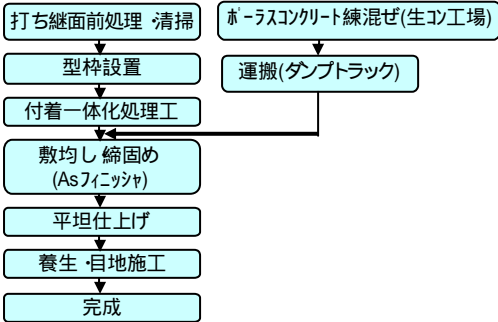 打ち継面前処理・清掃
ﾎﾟｰﾗｽｺﾝｸﾘｰﾄ練混ぜ(生コン工場)
型枠設置
運搬(ダンプトラック)
付着一体化処理工
敷均し 締固め
(Asﾌｨﾆｯｼｬ)
平坦仕上げ
養生・目地施工
完成